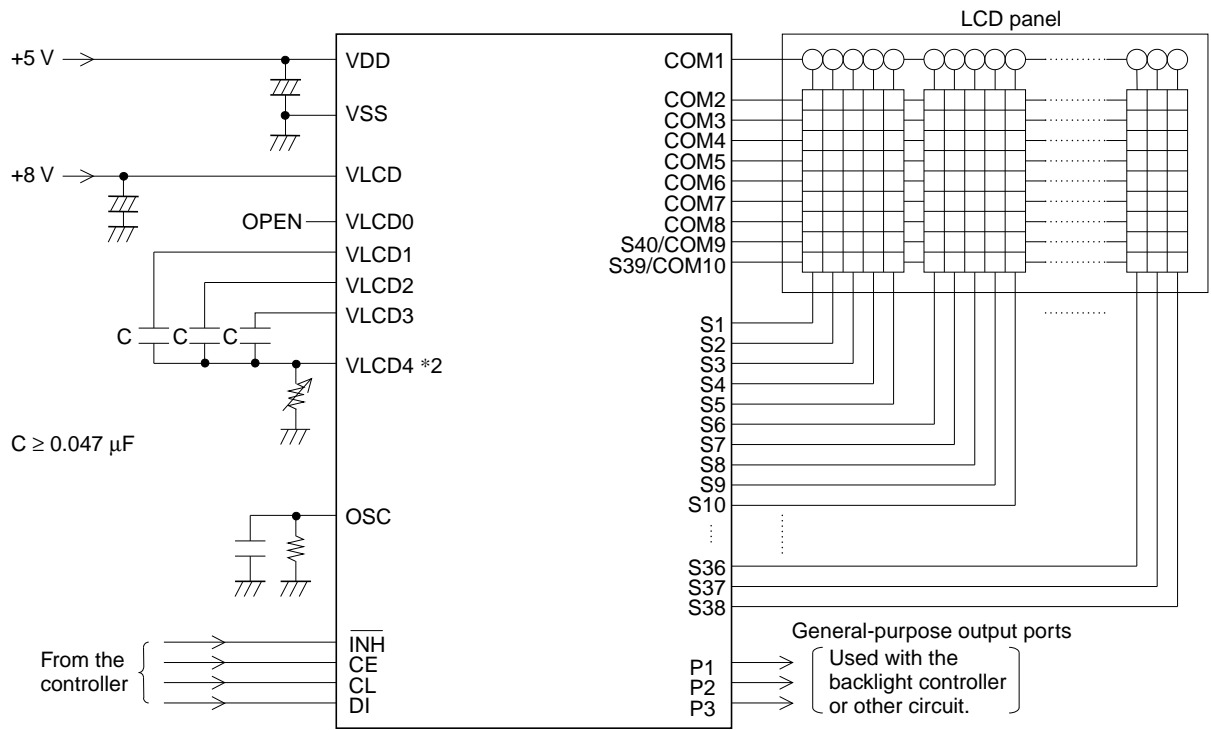 LCD panel
+5 V
VDD
COM1
VSS
COM2
COM3
COM4
COM5
COM6
COM7
COM8
S40/COM9
S39/COM10
+8 V
VLCD
OPEN
VLCD0
VLCD1
VLCD2
VLCD3
C
C
C
VLCD4 *2
C ≥ 0.047 μF
OSC
S1
S2
S3
S4
S5
S6
S7
S8
S9
S10
S36
S37
S38
From the
controller
INH
CE
CL
DI
General-purpose output ports
P1
P2
P3
Used with the
backlight controller
or other circuit.